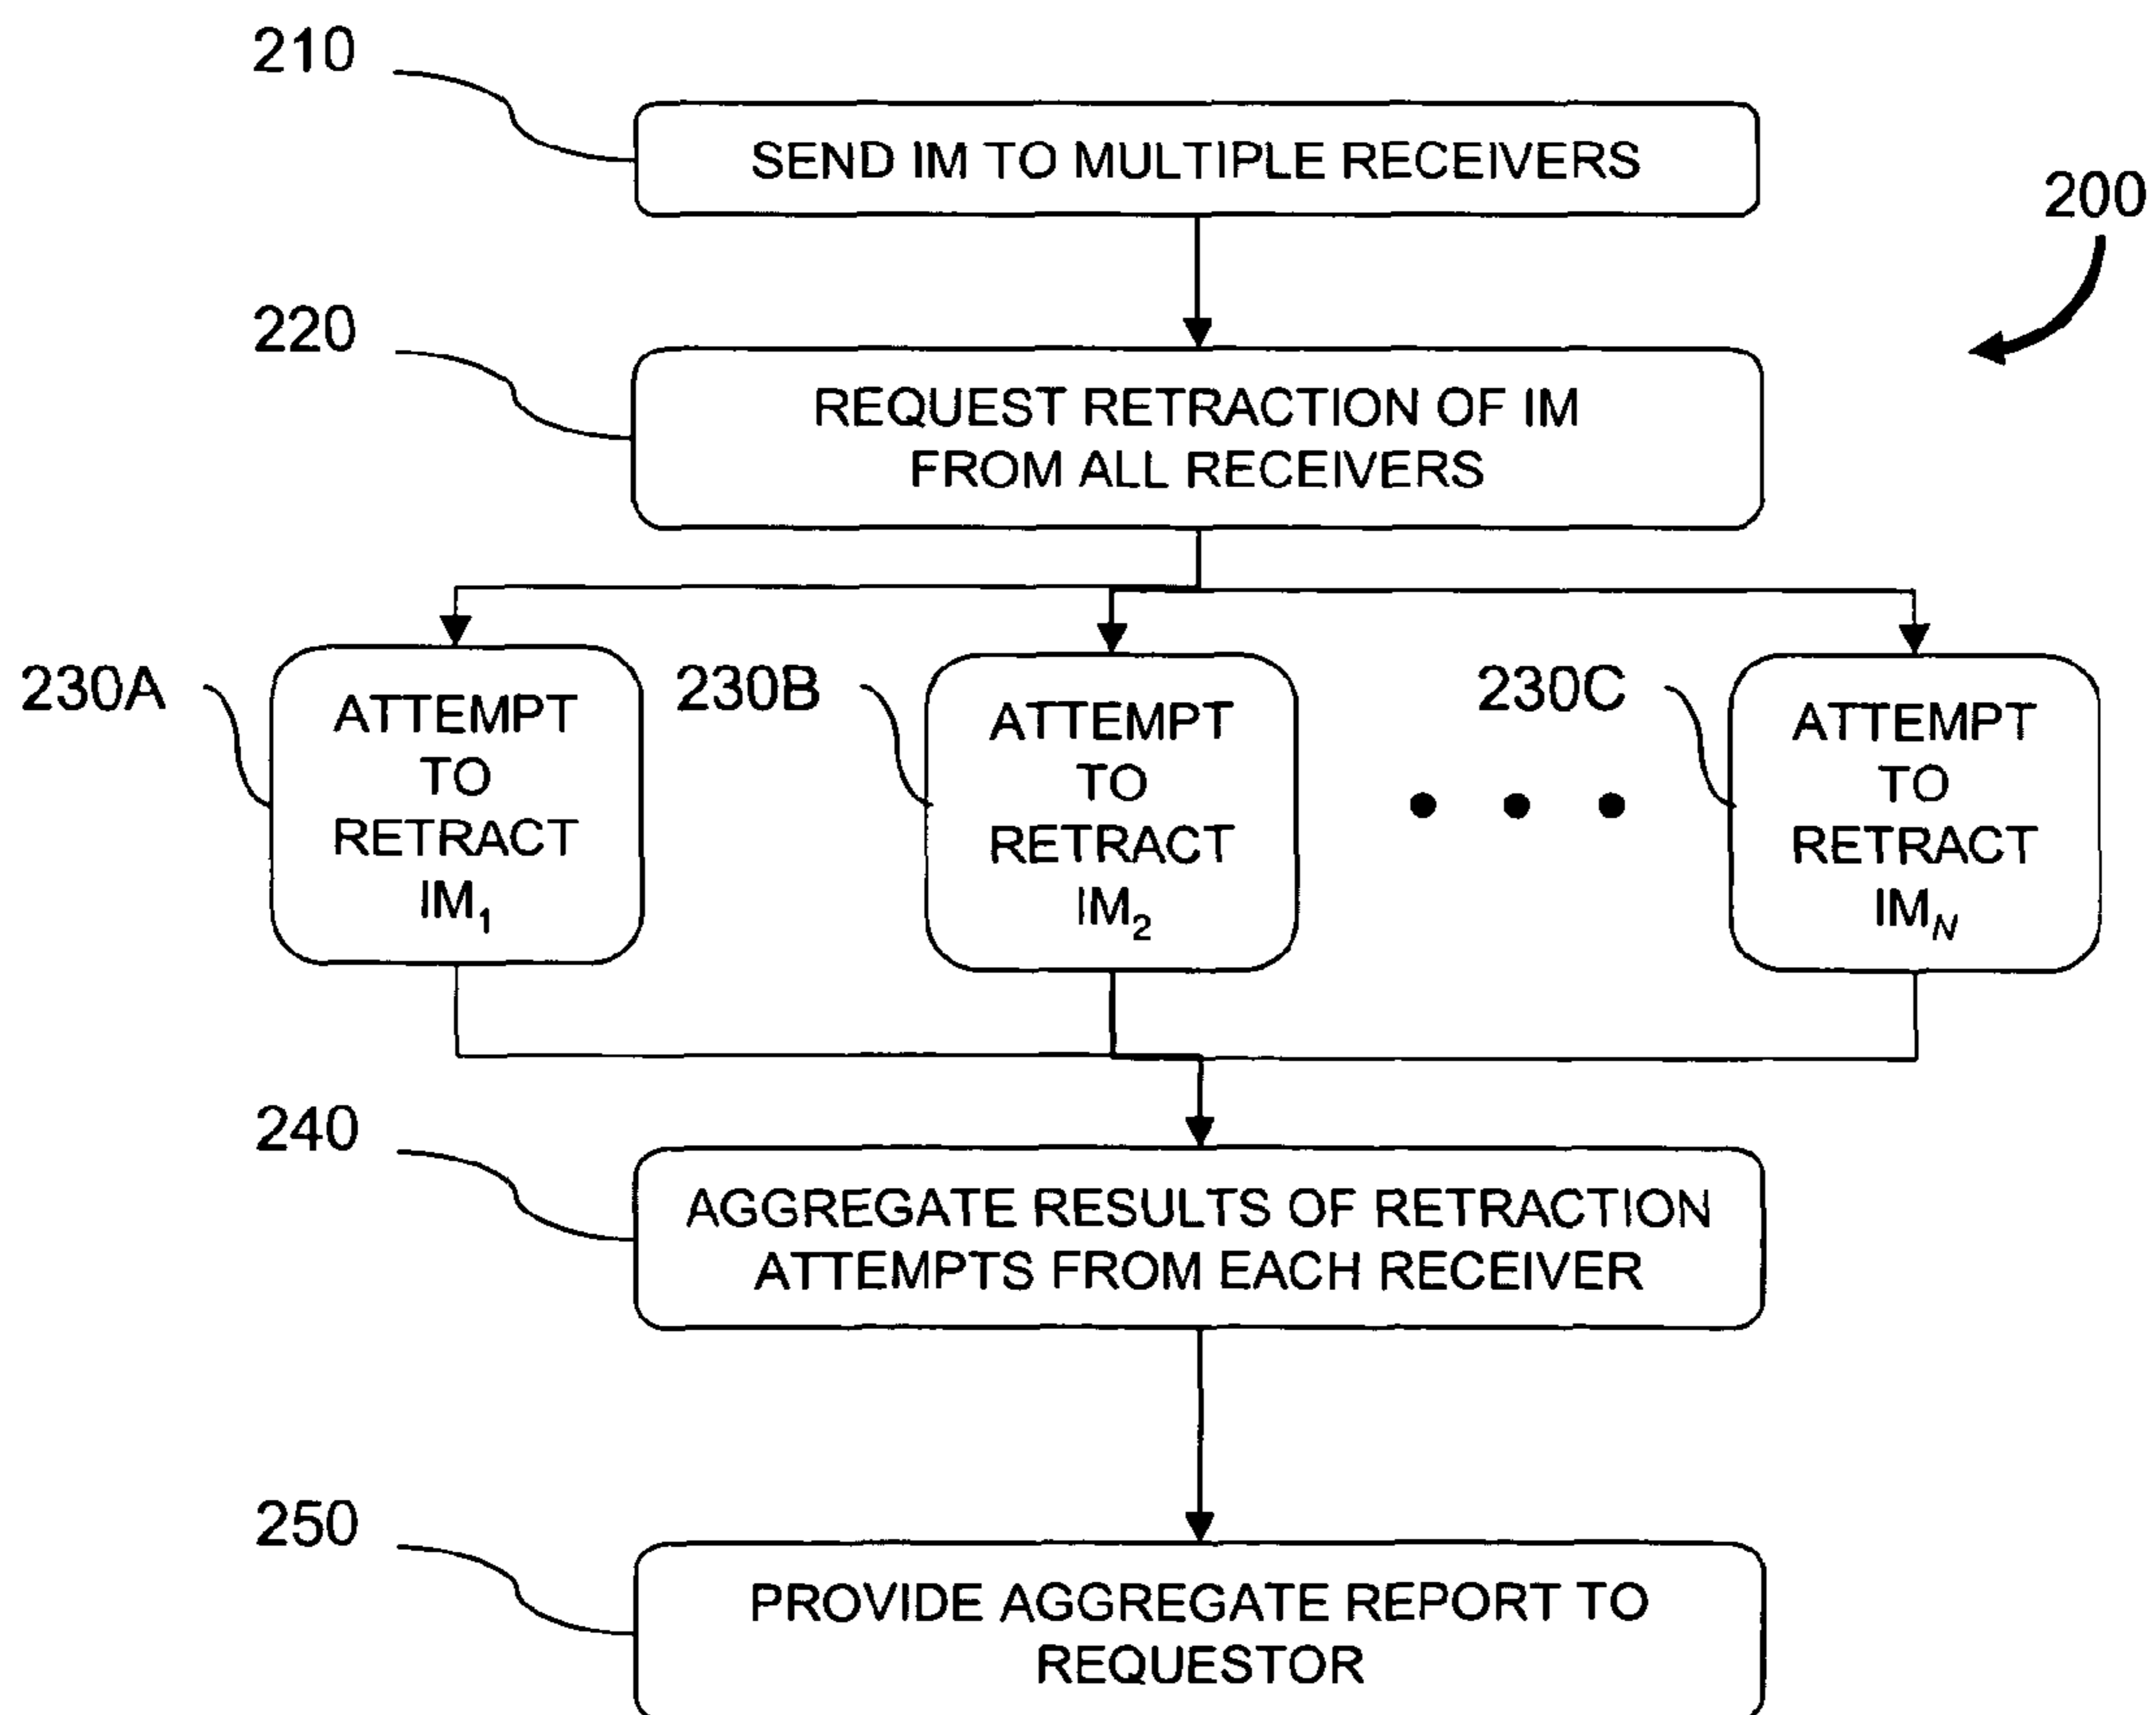 210
SEND IM TO MULTIPLE RECEIVERS
200
220
REQUEST RETRACTION OF IM
FROM ALL RECEIVERS
230A
ATTEMPT
TO
RETRACT
IM₁
230B
ATTEMPT
TO
RETRACT
IM₂
• • •
230C
ATTEMPT
TO
RETRACT
IM_N
240
AGGREGATE RESULTS OF RETRACTION
ATTEMPTS FROM EACH RECEIVER
250
PROVIDE AGGREGATE REPORT TO
REQUESTOR